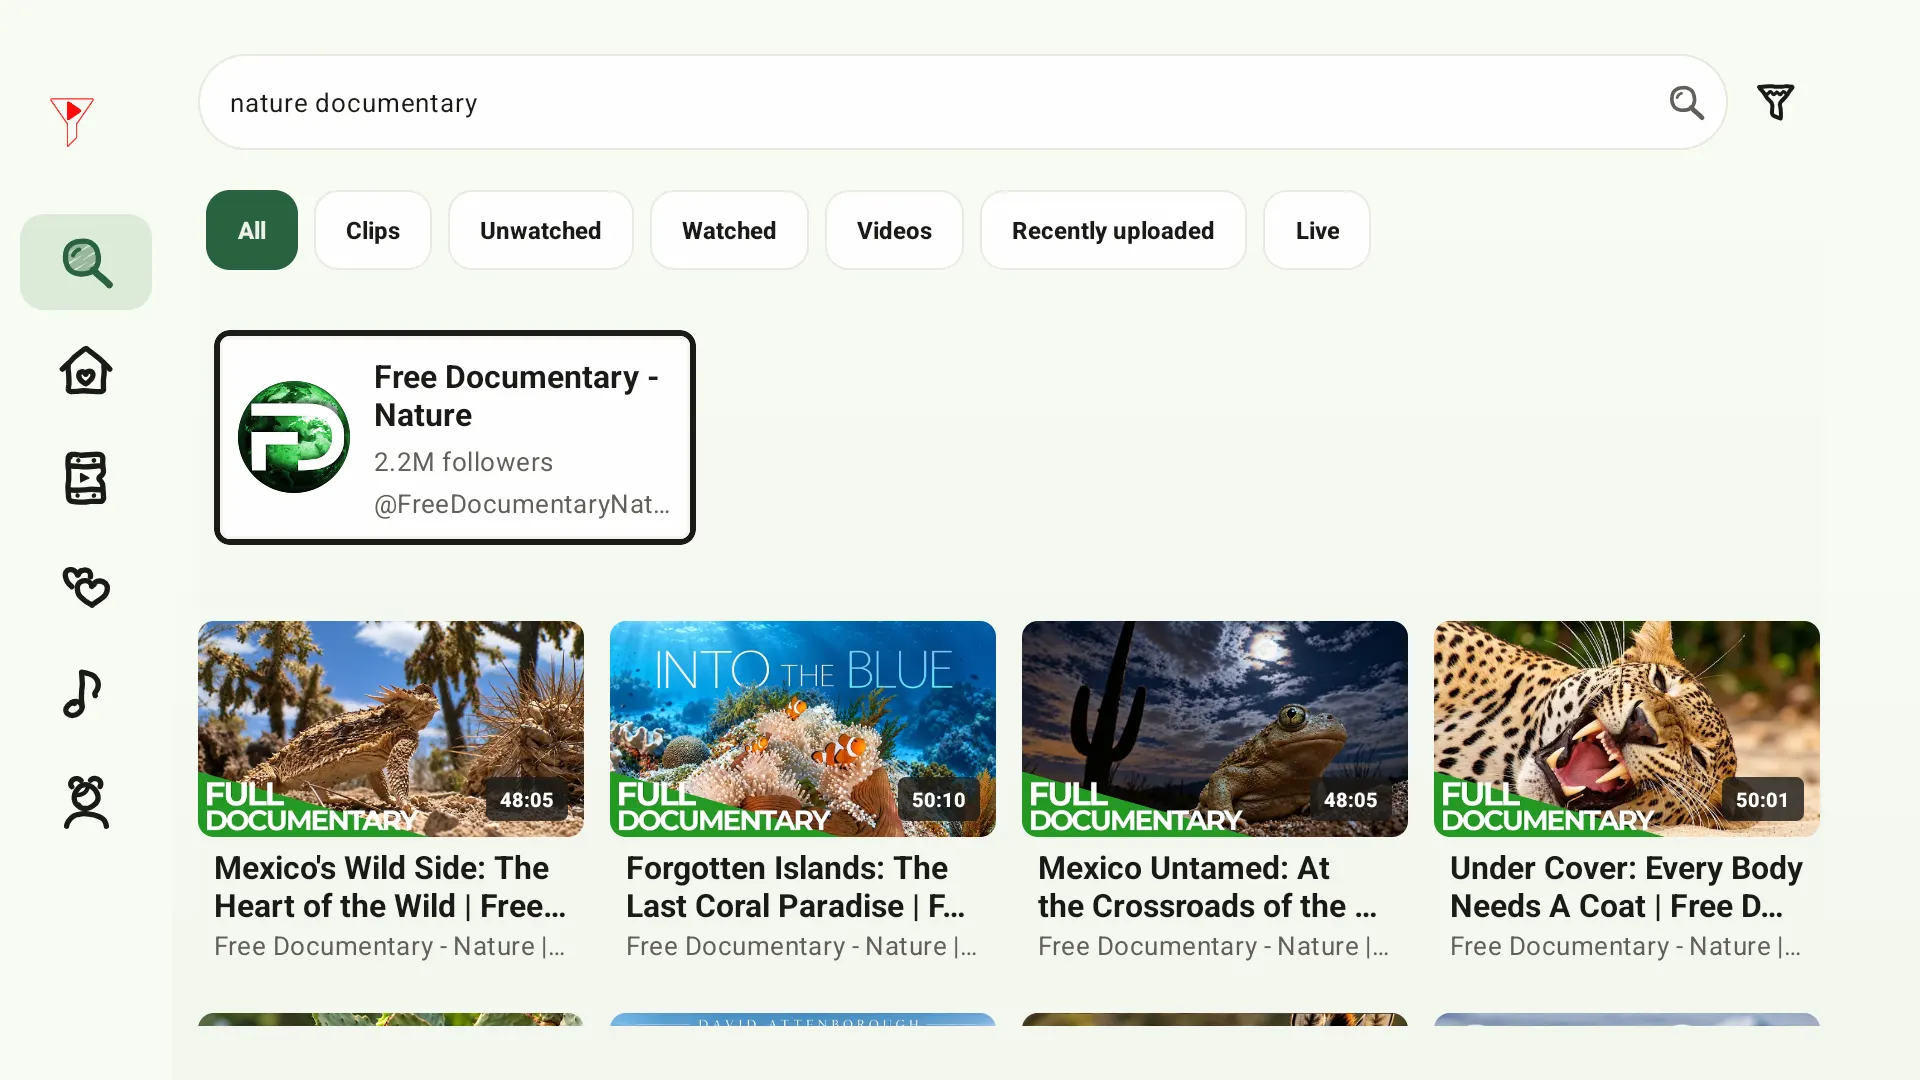 nature documentary
All
Clips
Unwatched
Watched
Videos
Recently uploaded
Live
FD
Free Documentary -
Nature
2.2M followers
@FreeDocumentaryNat...
FULL
DOCUMENTARY
48:05
INTO THE BLUE
FULL
DOCUMENTARY
50:10
FULL
DOCUMENTARY
48:05
FULL
DOCUMENTARY
50:01
Mexico's Wild Side: The
Heart of the Wild | Free...
Free Documentary - Nature |...
Forgotten Islands: The
Last Coral Paradise | F...
Free Documentary - Nature |...
Mexico Untamed: At
the Crossroads of the ...
Free Documentary - Nature |...
Under Cover: Every Body
Needs A Coat | Free D...
Free Documentary - Nature |...
DAVID ATTENBOROUGH